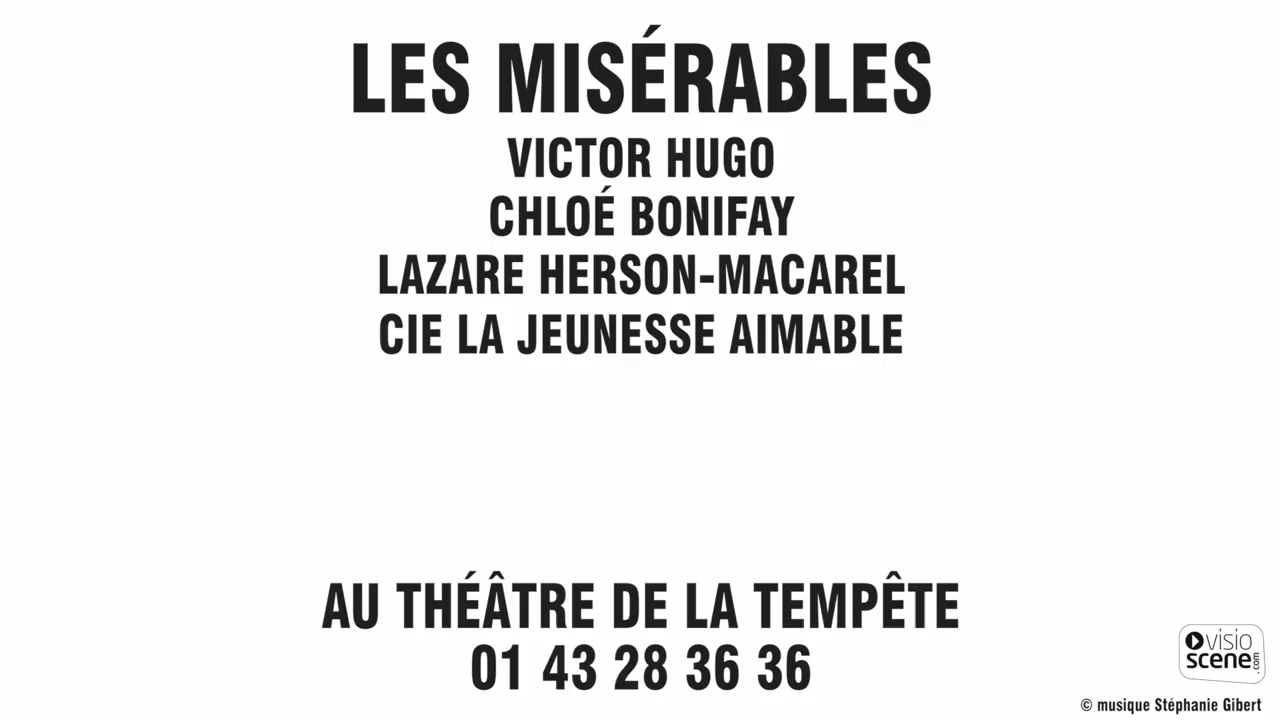 LES MISÉRABLES
VICTOR HUGO
CHLOÉ BONIFAY
LAZARE HERSON-MACAREL
CIE LA JEUNESSE AIMABLE
AU THÉÂTRE DE LA TEMPÊTE
01 43 28 36 36
visio
scene.com
© musique Stéphanie Gibert